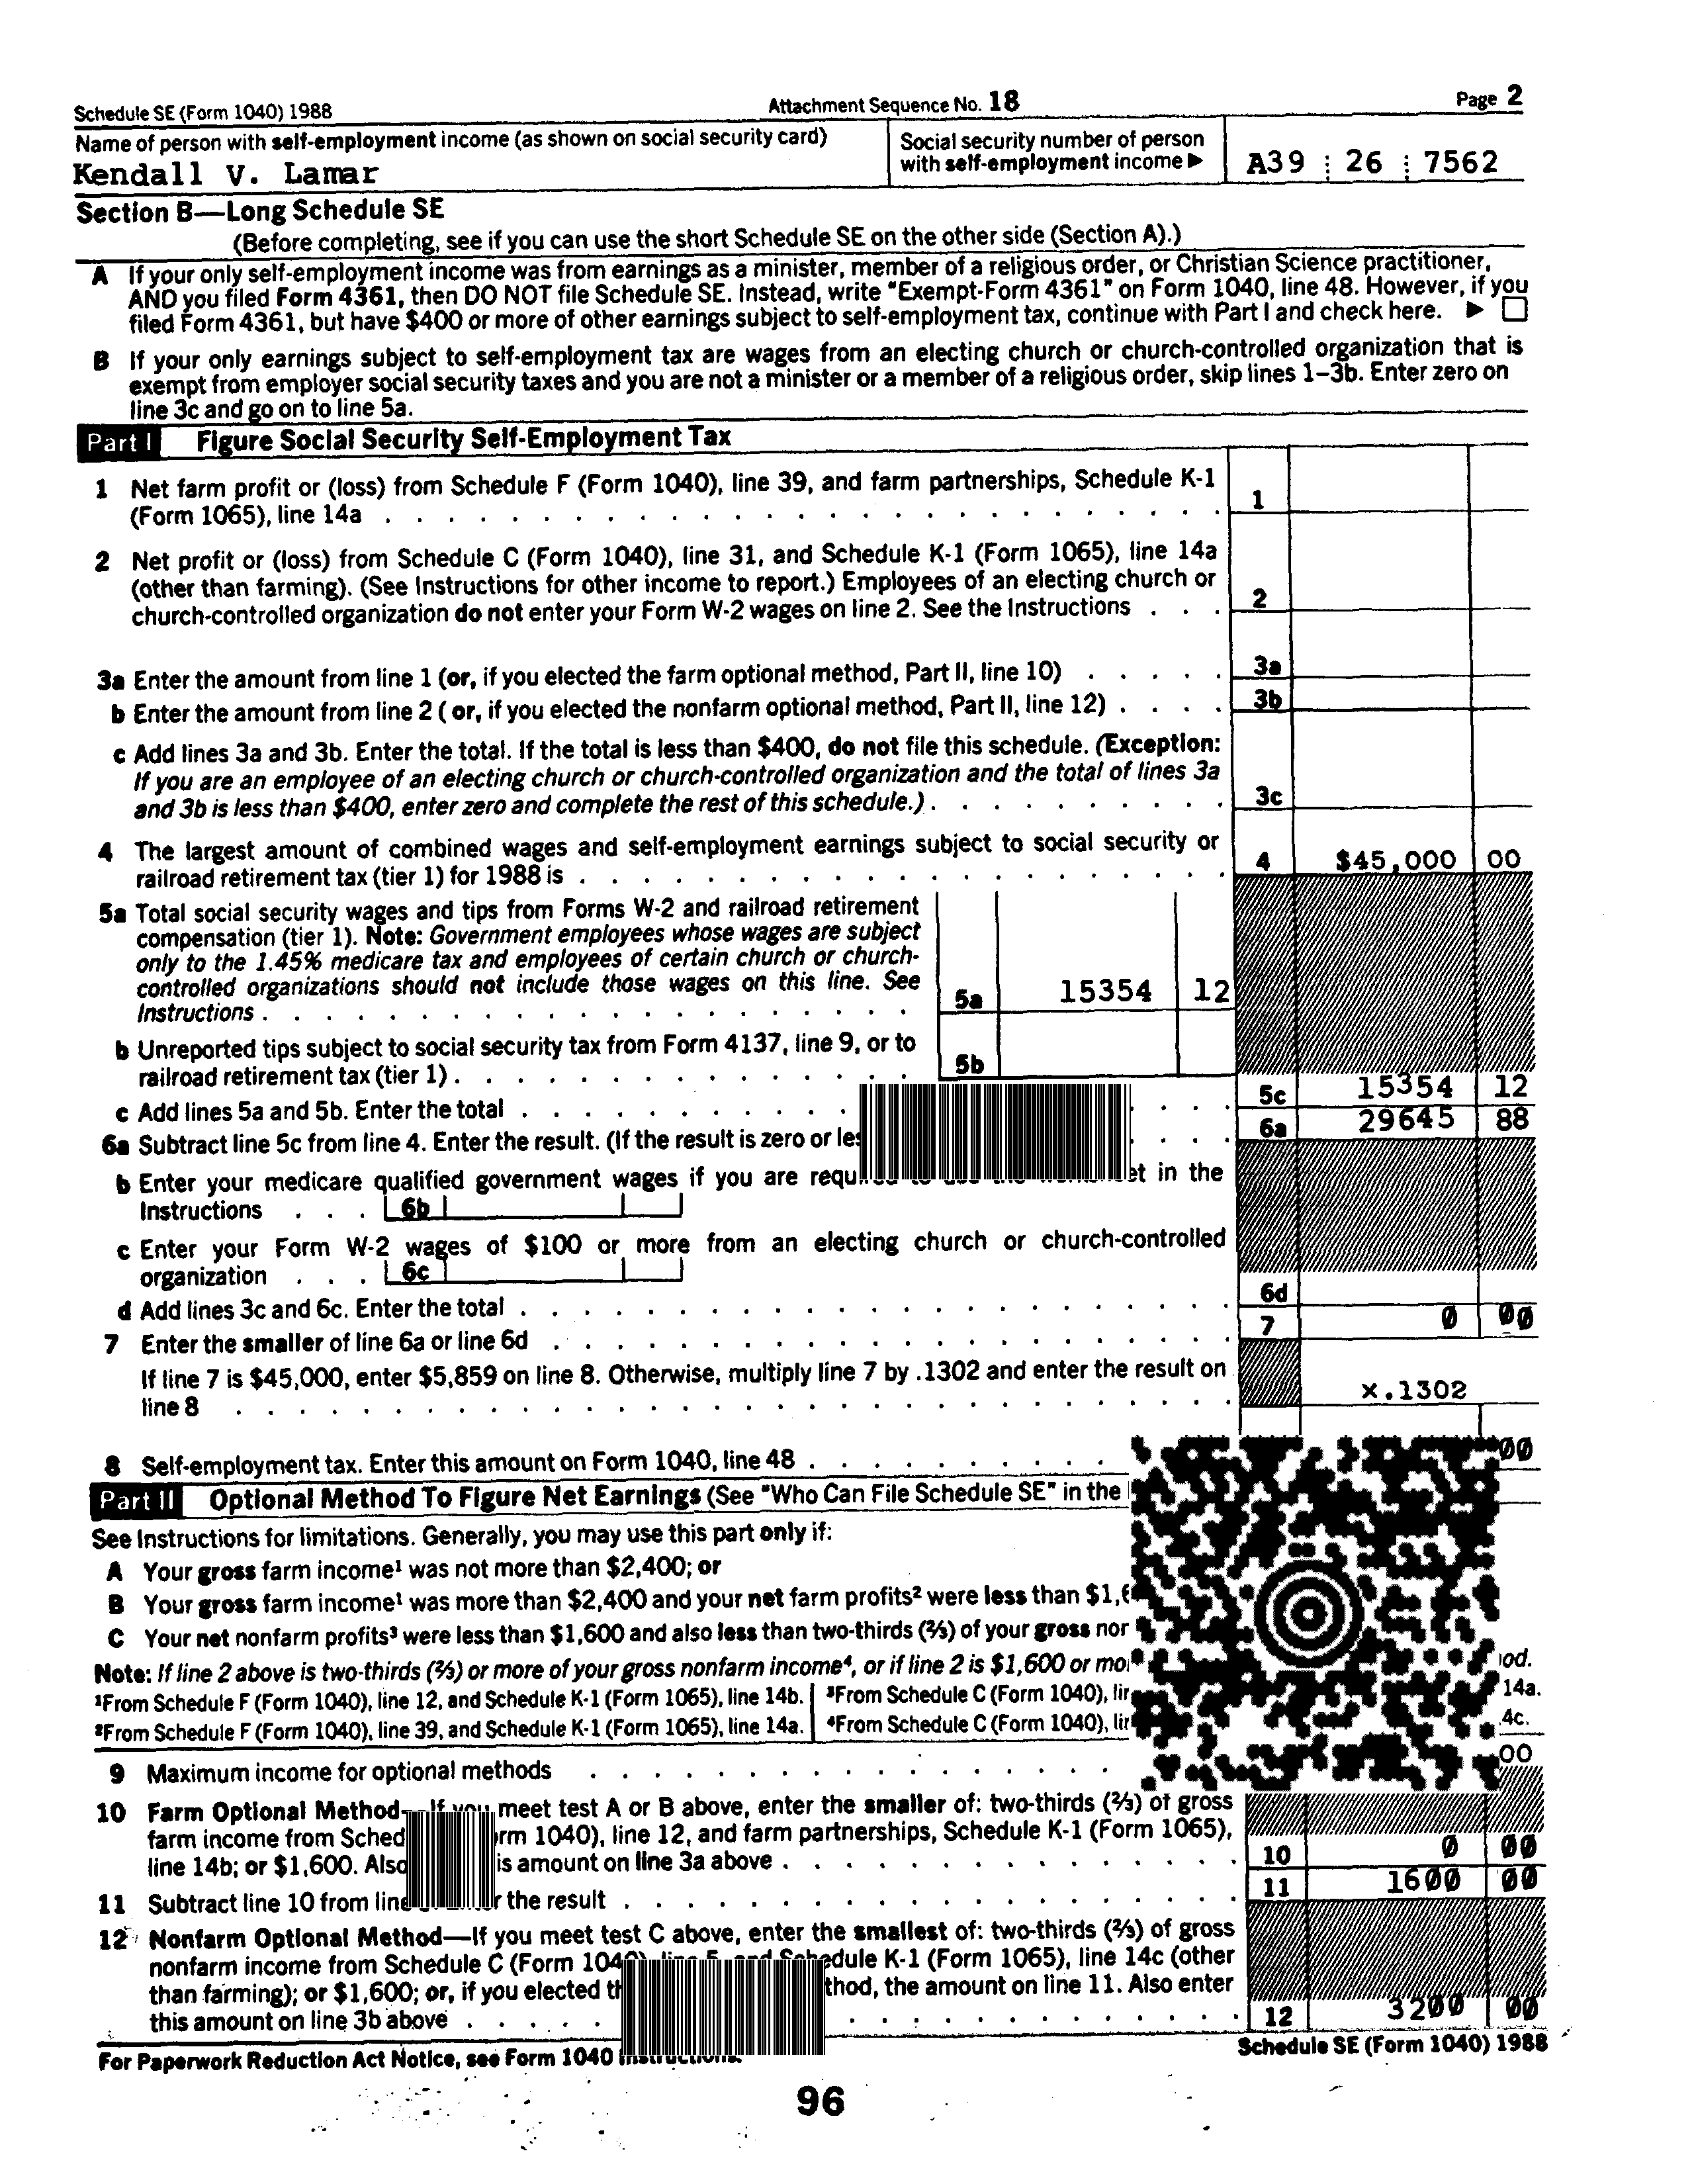 Schedule SE (Form 1040) 1988 Attachment Sequence No. 18 Page 2
Name of person with self-employment income (as shown on social security card)
Kendall V. Lamar
Social security number of person
with self-employment income ▶ A39 26 7562
Section B—Long Schedule SE
(Before completing, see if you can use the short Schedule SE on the other side (Section A).)
A If your only self-employment income was from earnings as a minister, member of a religious order, or Christian Science practitioner,
AND you filed Form 4361, then DO NOT file Schedule SE. Instead, write "Exempt-Form 4361" on Form 1040, line 48. However, if you
filed Form 4361, but have $400 or more of other earnings subject to self-employment tax, continue with Part I and check here. ▶ ☐
B If your only earnings subject to self-employment tax are wages from an electing church or church-controlled organization that is
exempt from employer social security taxes and you are not a minister or a member of a religious order, skip lines 1–3b. Enter zero on
line 3c and go on to line 5a.
Part I Figure Social Security Self-Employment Tax
1 Net farm profit or (loss) from Schedule F (Form 1040), line 39, and farm partnerships, Schedule K-1
(Form 1065), line 14a 1
2 Net profit or (loss) from Schedule C (Form 1040), line 31, and Schedule K-1 (Form 1065), line 14a
(other than farming). (See Instructions for other income to report.) Employees of an electing church or
church-controlled organization do not enter your Form W-2 wages on line 2. See the Instructions . . . 2
3a Enter the amount from line 1 (or, if you elected the farm optional method, Part II, line 10) . . . . . 3a
b Enter the amount from line 2 ( or, if you elected the nonfarm optional method, Part II, line 12) . . . . 3b
c Add lines 3a and 3b. Enter the total. If the total is less than $400, do not file this schedule. (Exception:
If you are an employee of an electing church or church-controlled organization and the total of lines 3a
and 3b is less than $400, enter zero and complete the rest of this schedule.) . . . . . . . . . . 3c
4 The largest amount of combined wages and self-employment earnings subject to social security or
railroad retirement tax (tier 1) for 1988 is 4 $45,000 00
5a Total social security wages and tips from Forms W-2 and railroad retirement
compensation (tier 1). Note: Government employees whose wages are subject
only to the 1.45% medicare tax and employees of certain church or church-
controlled organizations should not include those wages on this line. See
Instructions 5a 15354 12
b Unreported tips subject to social security tax from Form 4137, line 9, or to
railroad retirement tax (tier 1) 5b
c Add lines 5a and 5b. Enter the total 5c 15354 12
6a Subtract line 5c from line 4. Enter the result. (If the result is zero or 6a 29645 88
b Enter your medicare qualified government wages if you are in the
Instructions . . . 6b
c Enter your Form W-2 wages of $100 or more from an electing church or church-controlled
organization . . . 6c
d Add lines 3c and 6c. Enter the total 6d
7 Enter the smaller of line 6a or line 6d 7 0 00
If line 7 is $45,000, enter $5,859 on line 8. Otherwise, multiply line 7 by .1302 and enter the result on
line 8 x.1302
8 Self-employment tax. Enter this amount on Form 1040, line 48 00
Part II Optional Method To Figure Net Earnings (See "Who Can File Schedule SE" in the
See Instructions for limitations. Generally, you may use this part only if:
A Your gross farm income¹ was not more than $2,400; or
B Your gross farm income¹ was more than $2,400 and your net farm profits² were less than
C Your net nonfarm profits³ were less than $1,600 and also less than two-thirds (⅔) of your gross
Note: If line 2 above is two-thirds (⅔) or more of your gross nonfarm income⁴, or if line 2 is $1,600 or
¹From Schedule F (Form 1040), line 12, and Schedule K-1 (Form 1065), line 14b. ³From Schedule C (Form 1040), 14a.
²From Schedule F (Form 1040), line 39, and Schedule K-1 (Form 1065), line 14a. ⁴From Schedule C (Form 1040),
9 Maximum income for optional methods 00
10 Farm Optional Method—If you meet test A or B above, enter the smaller of: two-thirds (⅔) of gross
farm income from 1040), line 12, and farm partnerships, Schedule K-1 (Form 1065),
line 14b; or $1,600. is amount on line 3a above 10 0 00
11 Subtract line 10 from the result 11 1600 00
12 Nonfarm Optional Method—If you meet test C above, enter the smallest of: two-thirds (⅔) of gross
nonfarm income from Schedule C (Form K-1 (Form 1065), line 14c (other
than farming); or $1,600; or, if you elected the amount on line 11. Also enter
this amount on line 3b above 12 3200 00
For Paperwork Reduction Act Notice, see Form 1040 Schedule SE (Form 1040) 1988
96